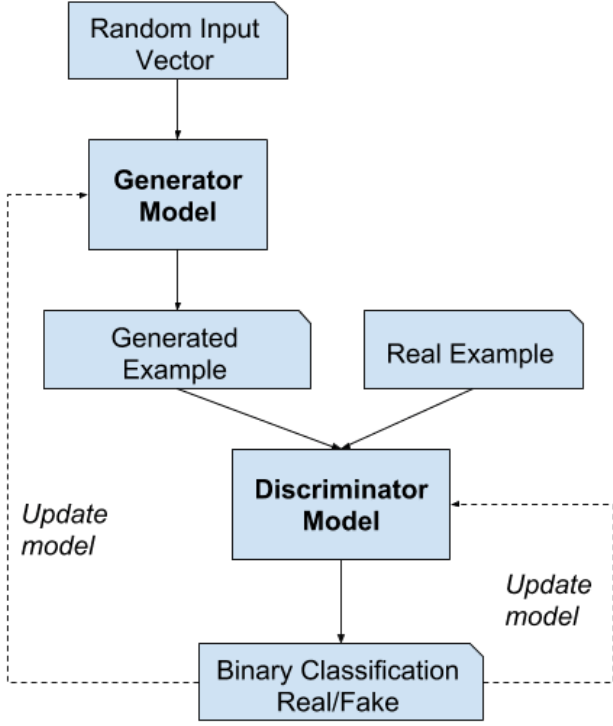 Random Input
Vector
Generator
Model
Generated
Example
Real Example
Discriminator
Model
Update
model
Update
model
Binary Classification
Real/Fake